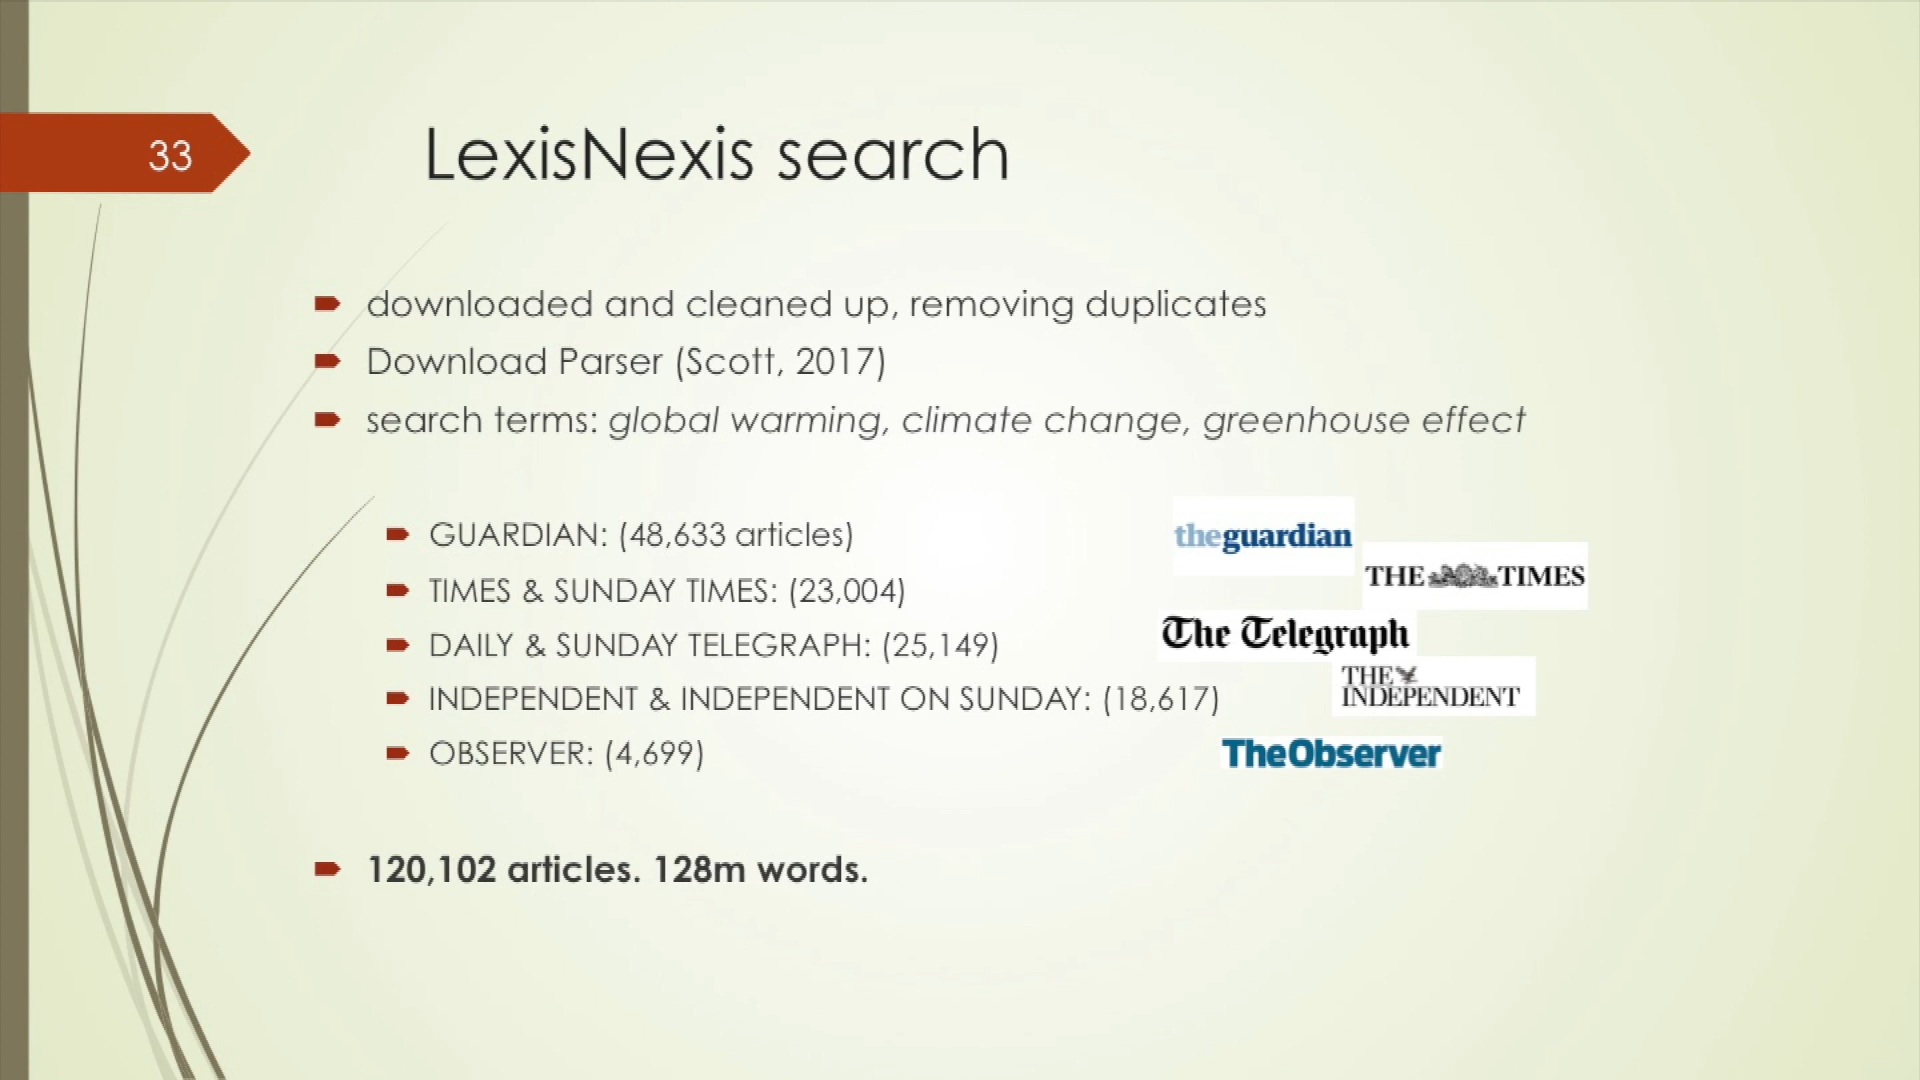 33
LexisNexis search
downloaded and cleaned up, removing duplicates
Download Parser (Scott, 2017)
search terms: global warming, climate change, greenhouse effect
GUARDIAN: (48,633 articles)
TIMES & SUNDAY TIMES: (23,004)
DAILY & SUNDAY TELEGRAPH: (25,149)
INDEPENDENT & INDEPENDENT ON SUNDAY: (18,617)
OBSERVER: (4,699)
theguardian
THE TIMES
The Telegraph
THE
INDEPENDENT
TheObserver
120,102 articles. 128m words.